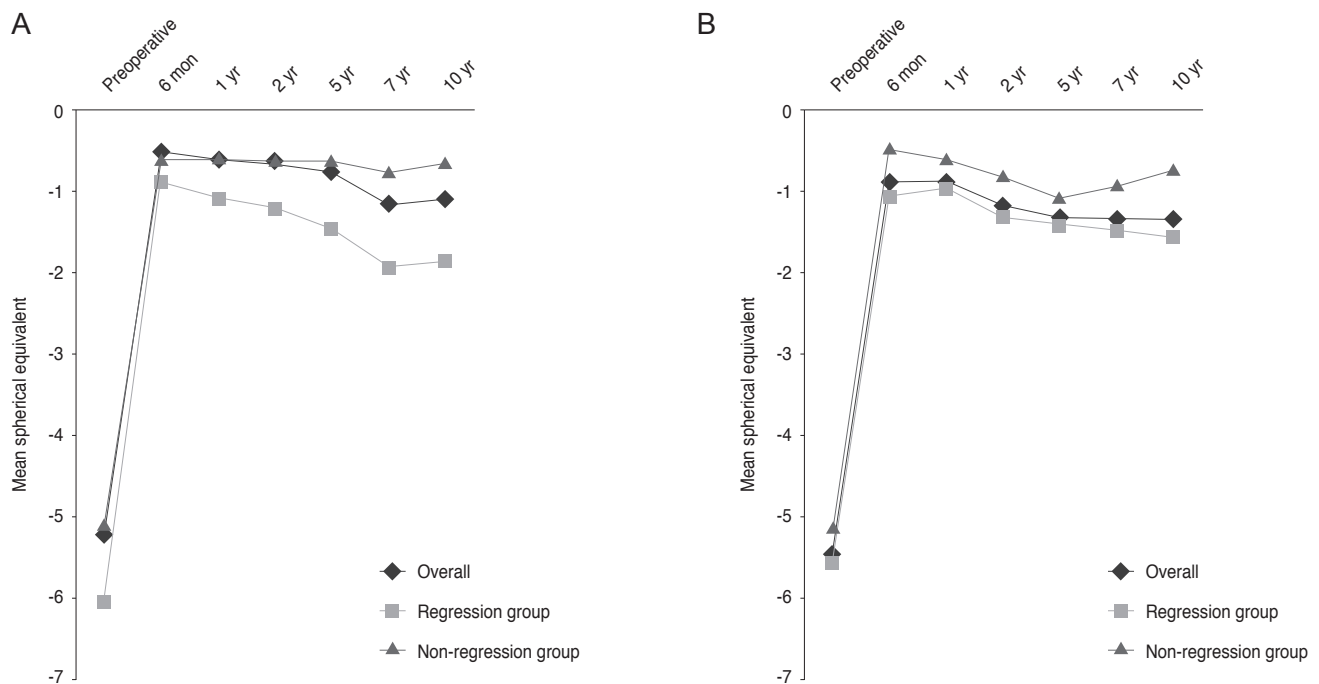 A
Preoperative
6 mon
1 yr
2 yr
5 yr
7 yr
10 yr
0
-1
-2
-3
-4
-5
-6
-7
Mean spherical equivalent
Overall
Regression group
Non-regression group
B
Preoperative
6 mon
1 yr
2 yr
5 yr
7 yr
10 yr
0
-1
-2
-3
-4
-5
-6
-7
Mean spherical equivalent
Overall
Regression group
Non-regression group